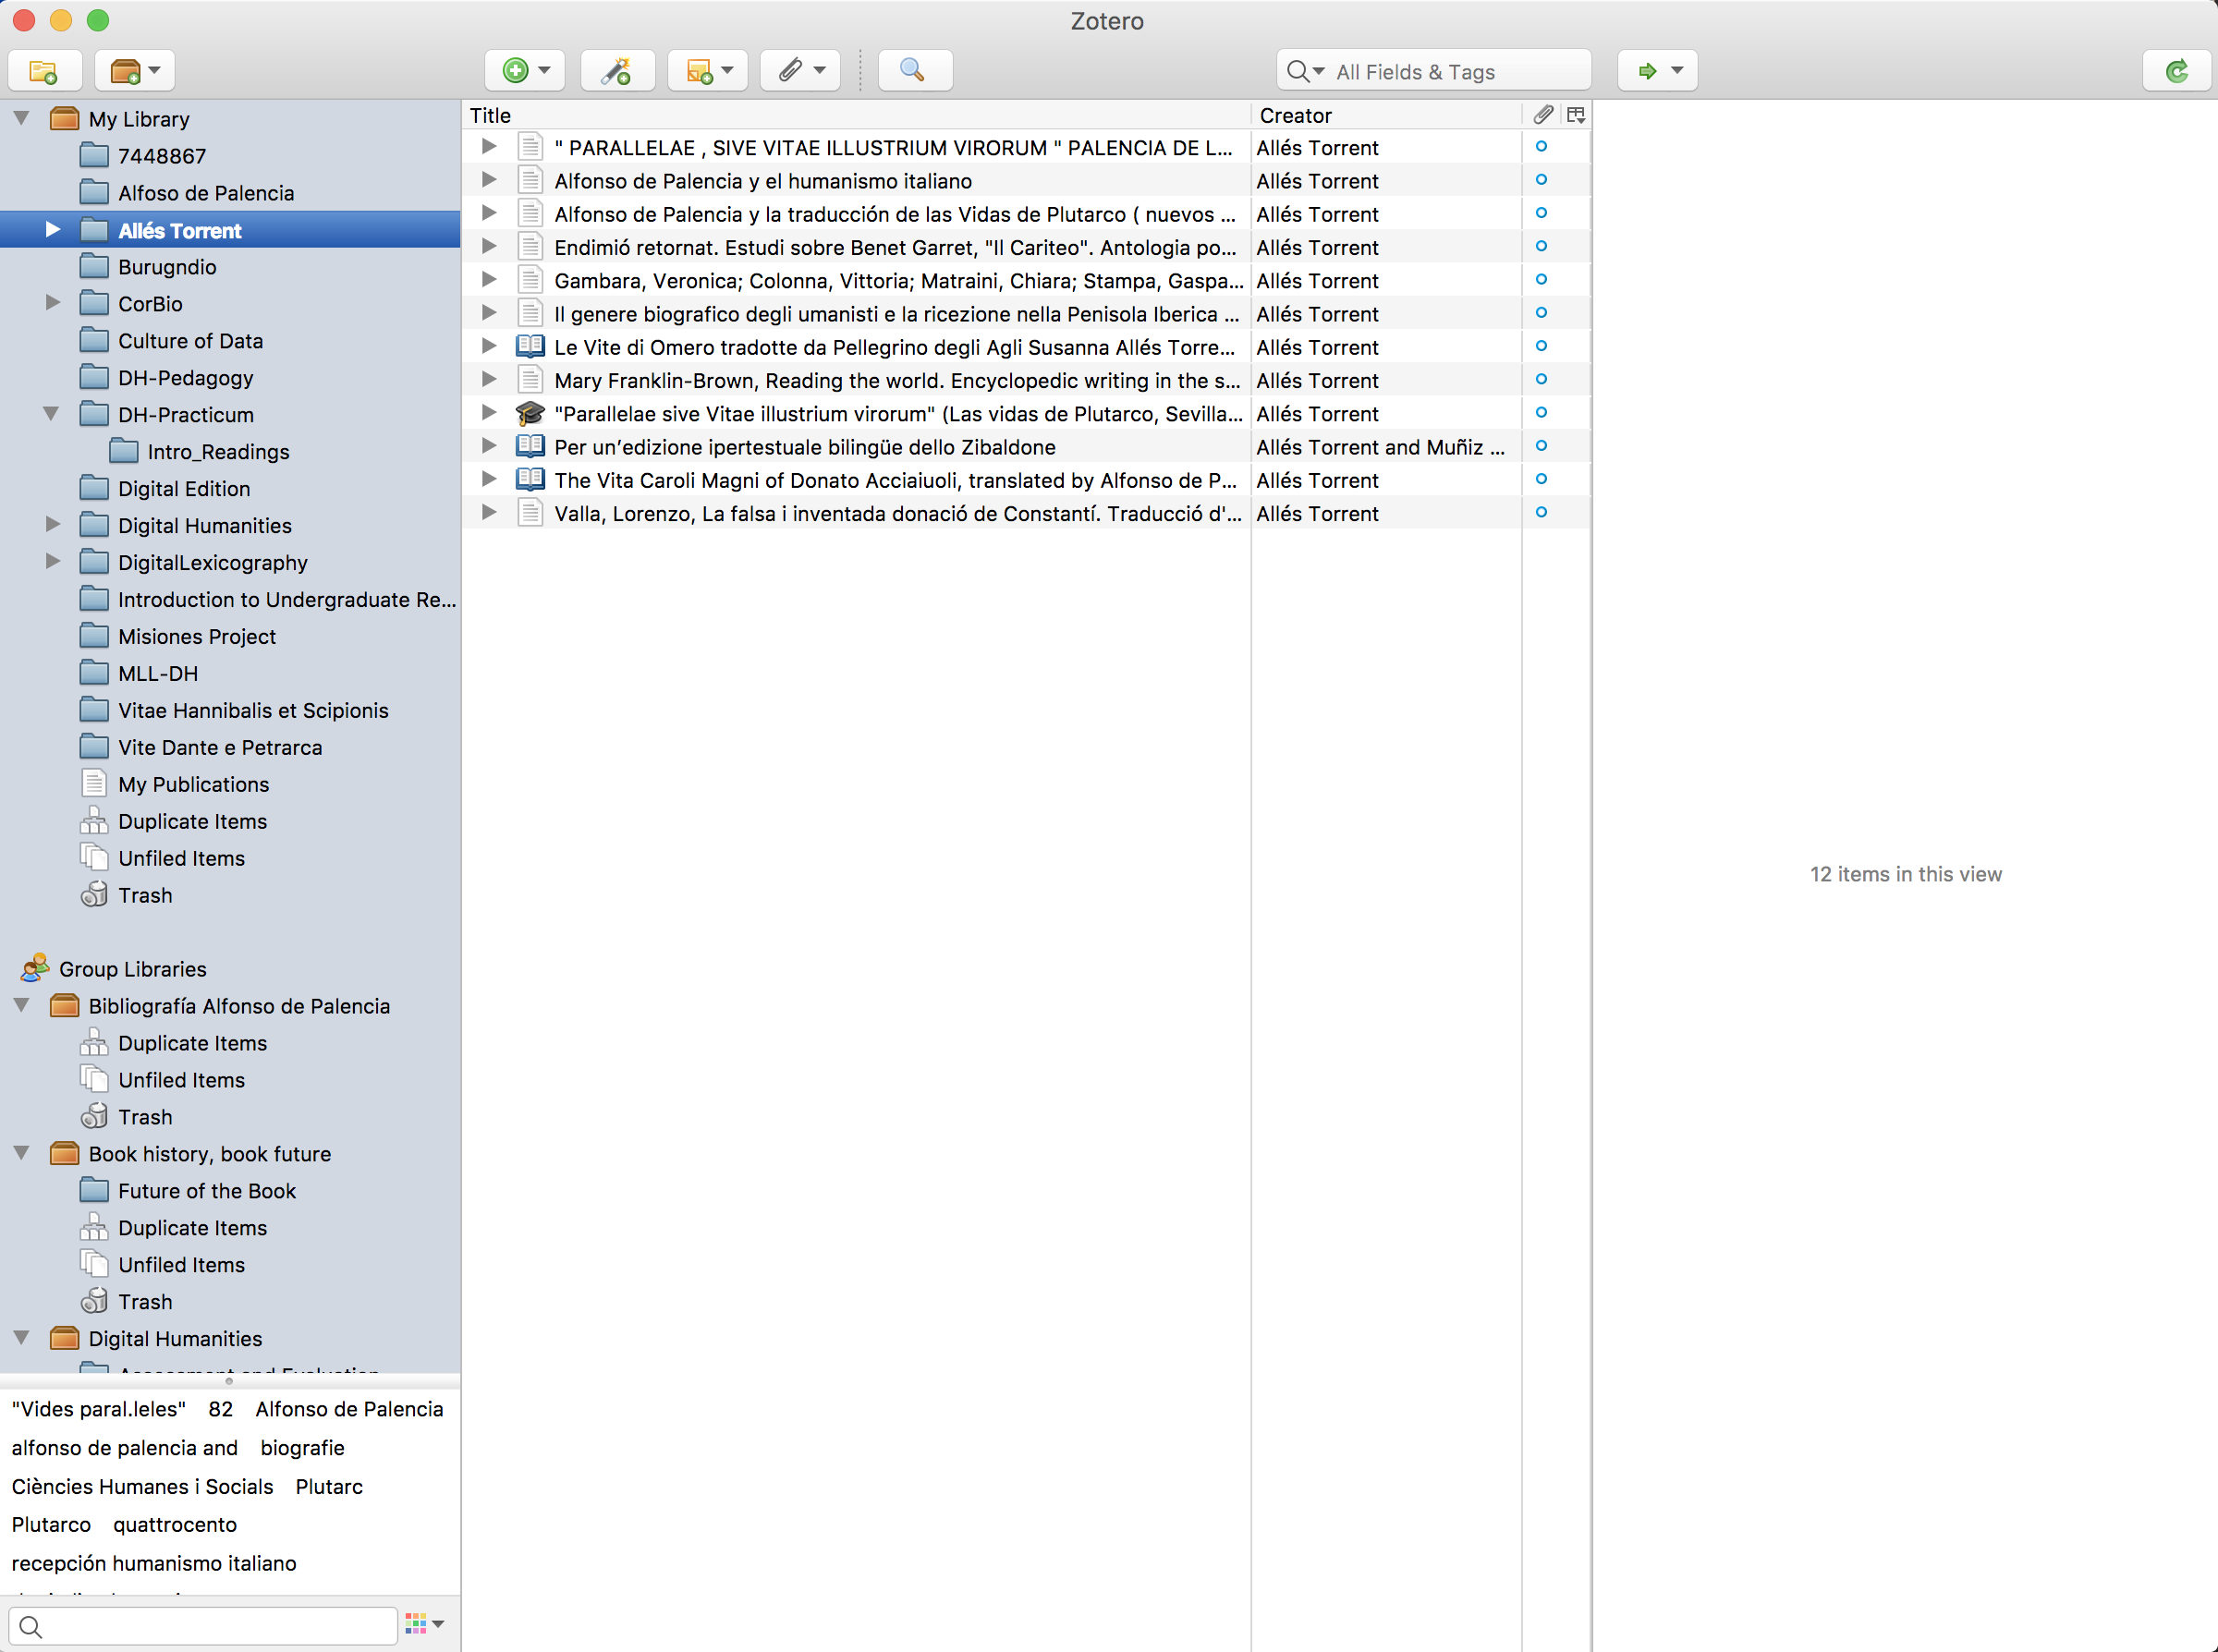 Zotero
All Fields & Tags
My Library
7448867
Alfoso de Palencia
Allés Torrent
Burugndio
CorBio
Culture of Data
DH-Pedagogy
DH-Practicum
Intro_Readings
Digital Edition
Digital Humanities
DigitalLexicography
Introduction to Undergraduate Re...
Misiones Project
MLL-DH
Vitae Hannibalis et Scipionis
Vite Dante e Petrarca
My Publications
Duplicate Items
Unfiled Items
Trash
Group Libraries
Bibliografía Alfonso de Palencia
Duplicate Items
Unfiled Items
Trash
Book history, book future
Future of the Book
Duplicate Items
Unfiled Items
Trash
Digital Humanities
Assessment and Evaluation
"Vides paral.leles" 82 Alfonso de Palencia
alfonso de palencia and biografie
Ciències Humanes i Socials Plutarc
Plutarco quattrocento
recepción humanismo italiano
Title Creator
" PARALLELAE , SIVE VITAE ILLUSTRIUM VIRORUM " PALENCIA DE L... Allés Torrent
Alfonso de Palencia y el humanismo italiano Allés Torrent
Alfonso de Palencia y la traducción de las Vidas de Plutarco ( nuevos ... Allés Torrent
Endimió retornat. Estudi sobre Benet Garret, "Il Cariteo". Antologia po... Allés Torrent
Gambara, Veronica; Colonna, Vittoria; Matraini, Chiara; Stampa, Gaspa... Allés Torrent
Il genere biografico degli umanisti e la ricezione nella Penisola Iberica ... Allés Torrent
Le Vite di Omero tradotte da Pellegrino degli Agli Susanna Allés Torre... Allés Torrent
Mary Franklin-Brown, Reading the world. Encyclopedic writing in the s... Allés Torrent
"Parallelae sive Vitae illustrium virorum" (Las vidas de Plutarco, Sevilla... Allés Torrent
Per un’edizione ipertestuale bilingüe dello Zibaldone Allés Torrent and Muñiz ...
The Vita Caroli Magni of Donato Acciaiuoli, translated by Alfonso de P... Allés Torrent
Valla, Lorenzo, La falsa i inventada donació de Constantí. Traducció d'... Allés Torrent
12 items in this view